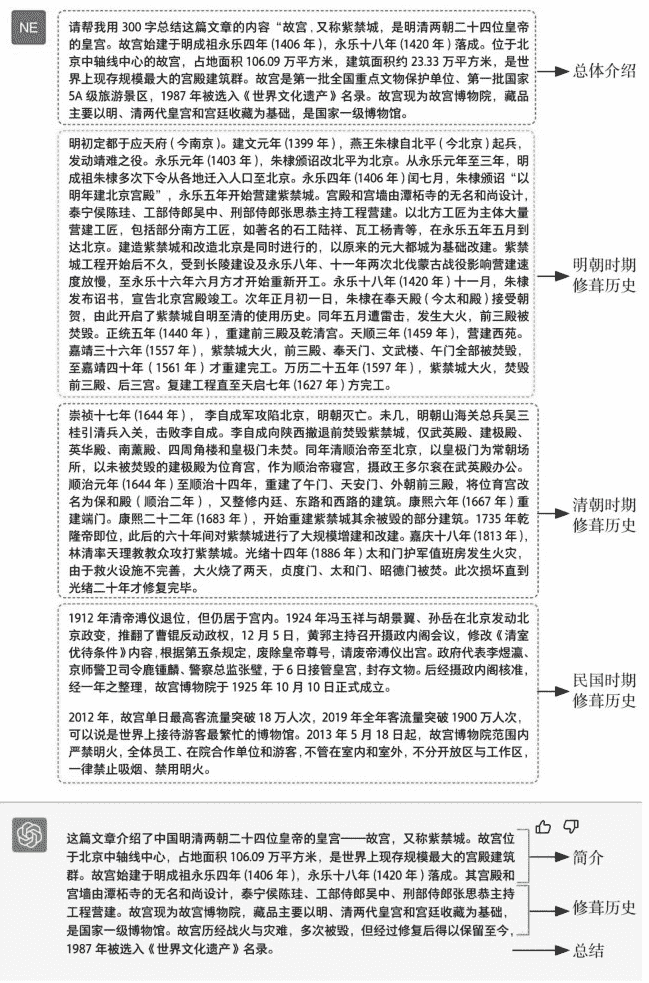 NE
请帮我用 300 字总结这篇文章的内容“故宫，又称紫禁城，是明清两朝二十四位皇帝
的皇宫。故宫始建于明成祖永乐四年（1406 年），永乐十八年（1420 年）落成。位于北
京中轴线中心的故宫，占地面积 106.09 万平方米，建筑面积约 23.33 万平方米，是世
界上现存规模最大的宫殿建筑群。故宫是第一批全国重点文物保护单位、第一批国家
5A 级旅游景区，1987 年被选入《世界文化遗产》名录。故宫现为故宫博物院，藏品
主要以明、清两代皇宫和宫廷收藏为基础，是国家一级博物馆。
总体介绍
明初定都于应天府（今南京）。建文元年（1399 年），燕王朱棣自北平（今北京）起兵，
发动靖难之役。永乐元年（1403 年），朱棣颁诏改北平为北京。从永乐元年至三年，明
成祖朱棣多次下令从各地迁入人口至北京。永乐四年（1406 年）闰七月，朱棣颁诏“以
明年建北京宫殿”，永乐五年开始营建紫禁城。宫殿和宫墙由潭柘寺的无名和尚设计，
泰宁侯陈珪、工部侍郎吴中、刑部侍郎张思恭主持工程营建。以北方工匠为主体大量
营建工匠，包括部分南方工匠，如著名的石工陆祥、瓦工杨青等，在永乐五年五月到
达北京。建造紫禁城和改造北京是同时进行的，以原来的元大都城为基础改建。紫禁
城工程开始后不久，受到长陵建设及永乐八年、十一年两次北伐蒙古战役影响营建速
度放慢，至永乐十六年六月方才开始重新开工。永乐十八年（1420 年）十一月，朱棣
发布诏书，宣告北京宫殿竣工。次年正月初一日，朱棣在奉天殿（今太和殿）接受朝
贺，由此开启了紫禁城自明至清的使用历史。同年五月遭雷击，发生大火，前三殿被
焚毁。正统五年（1440 年），重建前三殿及乾清宫。天顺三年（1459 年），营建西苑。
嘉靖三十六年（1557 年），紫禁城大火，前三殿、奉天门、文武楼、午门全部被焚毁，
至嘉靖四十年（1561 年）才重建完工。万历二十五年（1597 年），紫禁城大火，焚毁
前三殿、后三宫。复建工程直至天启七年（1627 年）方完工。
明朝时期
修葺历史
崇祯十七年（1644 年），李自成军攻陷北京，明朝灭亡。未几，明朝山海关总兵吴三
桂引清兵入关，击败李自成。李自成向陕西撤退前焚毁紫禁城，仅武英殿、建极殿、
英华殿、南薰殿、四周角楼和皇极门未焚。同年清顺治帝至北京，以皇极门为常朝场
所，以未被焚毁的建极殿为位育宫，作为顺治帝寝宫，摄政王多尔衮在武英殿办公。
顺治元年（1644 年）至顺治十四年，重建了午门、天安门、外朝前三殿，将位育宫改
名为保和殿（顺治二年），又整修内廷、东路和西路的建筑。康熙六年（1667 年）重
建端门。康熙二十二年（1683 年），开始重建紫禁城其余被毁的部分建筑。1735 年乾
隆帝即位，此后的六十年间对紫禁城进行了大规模增建和改建。嘉庆十八年（1813 年），
林清率天理教教众攻打紫禁城。光绪十四年（1886 年）太和门护军值班房发生火灾，
由于救火设施不完善，大火烧了两天，贞度门、太和门、昭德门被焚。此次损坏直到
光绪二十年才修复完毕。
清朝时期
修葺历史
1912 年清帝溥仪退位，但仍居于宫内。1924 年冯玉祥与胡景翼、孙岳在北京发动北
京政变，推翻了曹锟反动政权，12 月 5 日，黄郛主持召开摄政内阁会议，修改《清室
优待条件》内容，根据第五条规定，废除皇帝尊号，请废帝溥仪出宫。政府代表李煜瀛、
京师警卫司令鹿锺麟、警察总监张璧，于 6 日接管皇宫，封存文物。后经摄政内阁核准，
经一年之整理，故宫博物院于 1925 年 10 月 10 日正式成立。
2012 年，故宫单日最高客流量突破 18 万人次，2019 年全年客流量突破 1900 万人次，
可以说是世界上接待游客最繁忙的博物馆。2013 年 5 月 18 日起，故宫博物院范围内
严禁明火，全体员工、在院合作单位和游客，不管在室内和室外，不分开放区与工作区，
一律禁止吸烟、禁用明火。
民国时期
修葺历史
这篇文章介绍了中国明清两朝二十四位皇帝的皇宫——故宫，又称紫禁城。故宫位
于北京中轴线中心，占地面积 106.09 万平方米，是世界上现存规模最大的宫殿建筑
群。故宫始建于明成祖永乐四年（1406 年），永乐十八年（1420 年）落成。其宫殿和
宫墙由潭柘寺的无名和尚设计，泰宁侯陈珪、工部侍郎吴中、刑部侍郎张思恭主持
工程营建。故宫现为故宫博物院，藏品主要以明、清两代皇宫和宫廷收藏为基础，
是国家一级博物馆。故宫历经战火与灾难，多次被毁，但经过修复后得以保留至今，
1987 年被选入《世界文化遗产》名录。
简介
修葺历史
总结